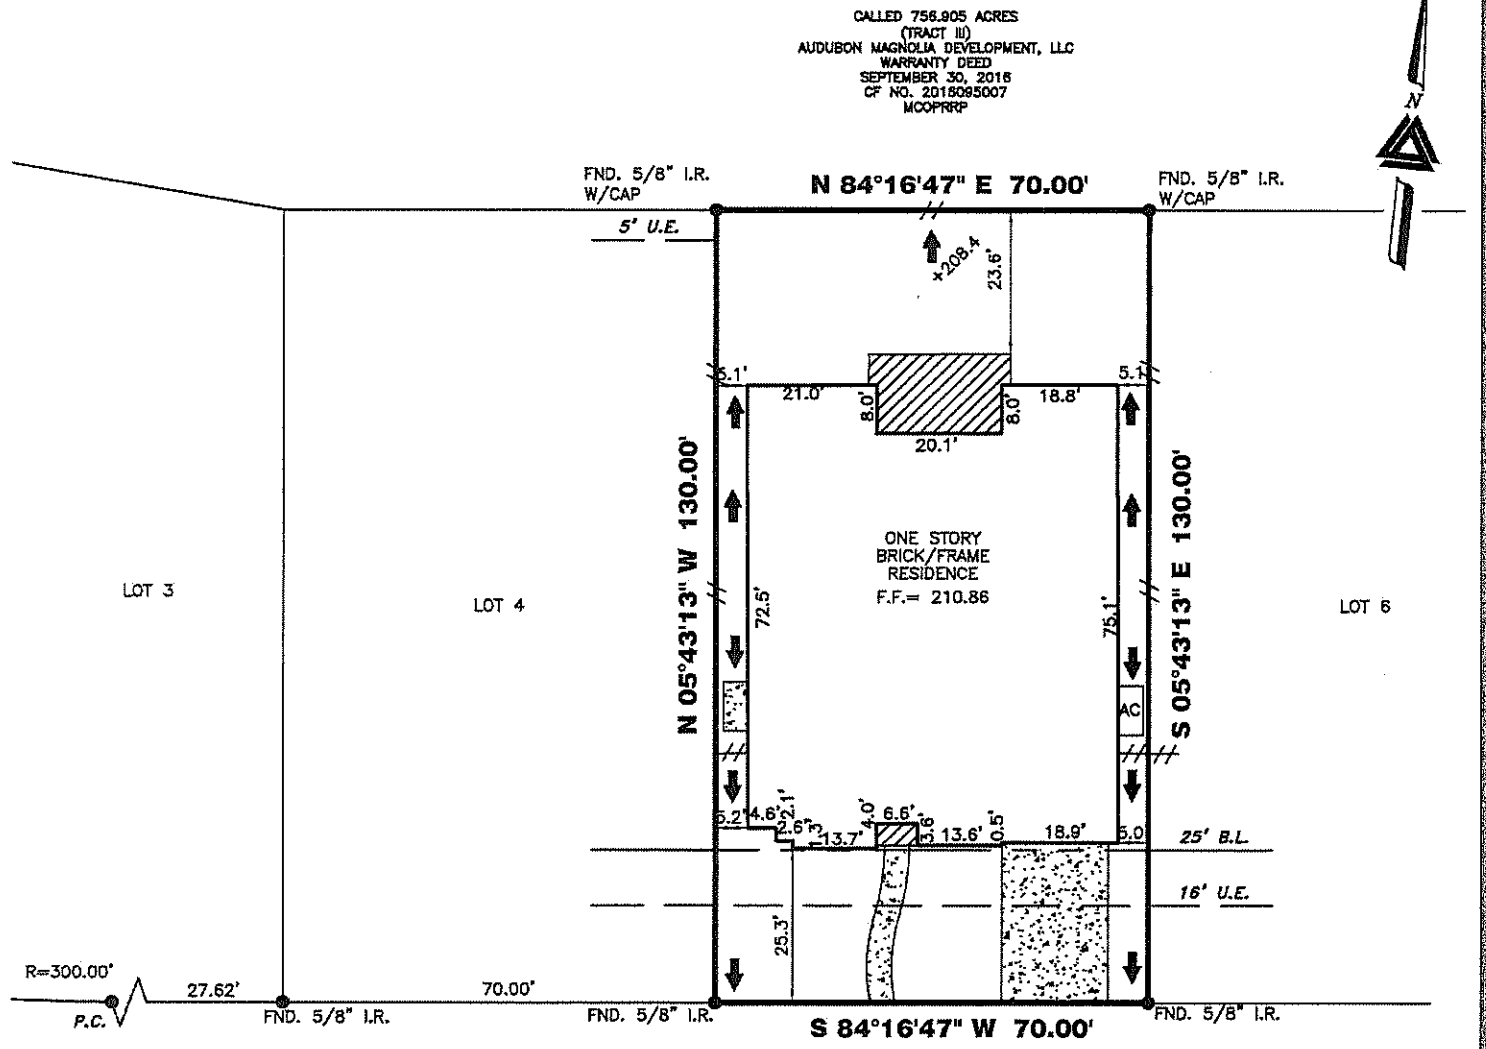 CALLED 756.905 ACRES
(TRACT III)
AUDUBON MAGNOLIA DEVELOPMENT, LLC
WARRANTY DEED
SEPTEMBER 30, 2016
CF NO. 2016095007
MCOPRRP
N
FND. 5/8" I.R.
W/CAP
N 84°16'47" E 70.00'
FND. 5/8" I.R.
W/CAP
5' U.E.
+208.4
23.6'
5.1'
21.0'
8.0'
20.1'
8.0'
18.8'
5.1'
N 05°43'13" W 130.00'
S 05°43'13" E 130.00'
ONE STORY
BRICK/FRAME
RESIDENCE
F.F.= 210.86
LOT 3
LOT 4
LOT 6
72.5'
75.1'
AC
5.2'
4.6'
2.1'
2.6'
1.3'
13.7'
4.0'
6.6'
3.6'
13.6'
0.5'
18.9'
5.0'
25' B.L.
16' U.E.
25.3'
R=300.00'
27.62'
70.00'
P.C.
FND. 5/8" I.R.
FND. 5/8" I.R.
S 84°16'47" W 70.00'
FND. 5/8" I.R.